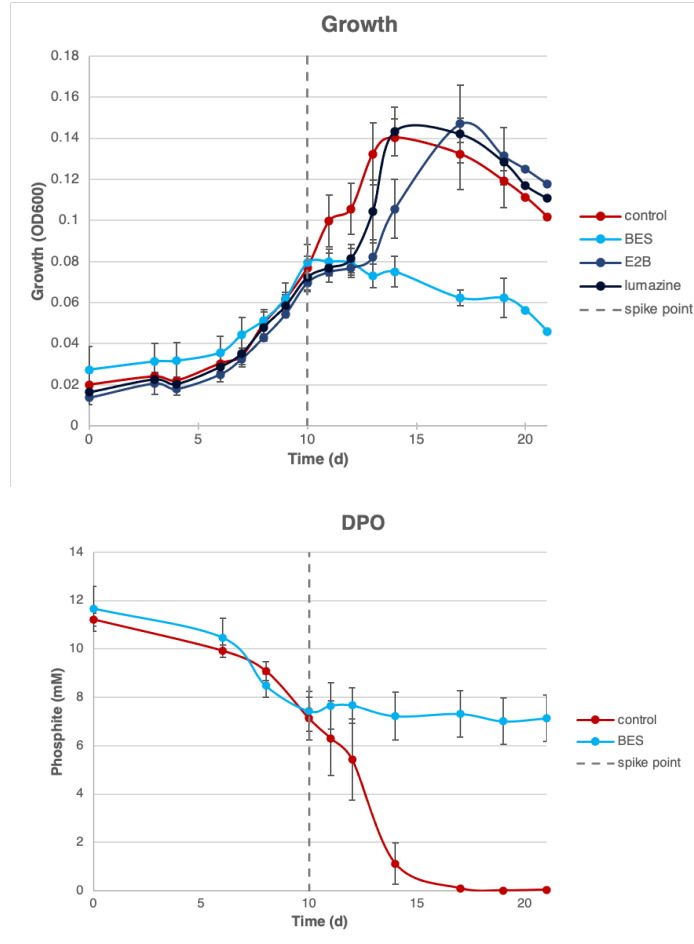 Growth
0.18
0.16
0.14
0.12
0.1
0.08
0.06
0.04
0.02
0
Growth (OD600)
0 5 10 15 20
Time (d)
control
BES
E2B
lumazine
spike point
DPO
14
12
10
8
6
4
2
0
Phosphite (mM)
0 5 10 15 20
Time (d)
control
BES
spike point